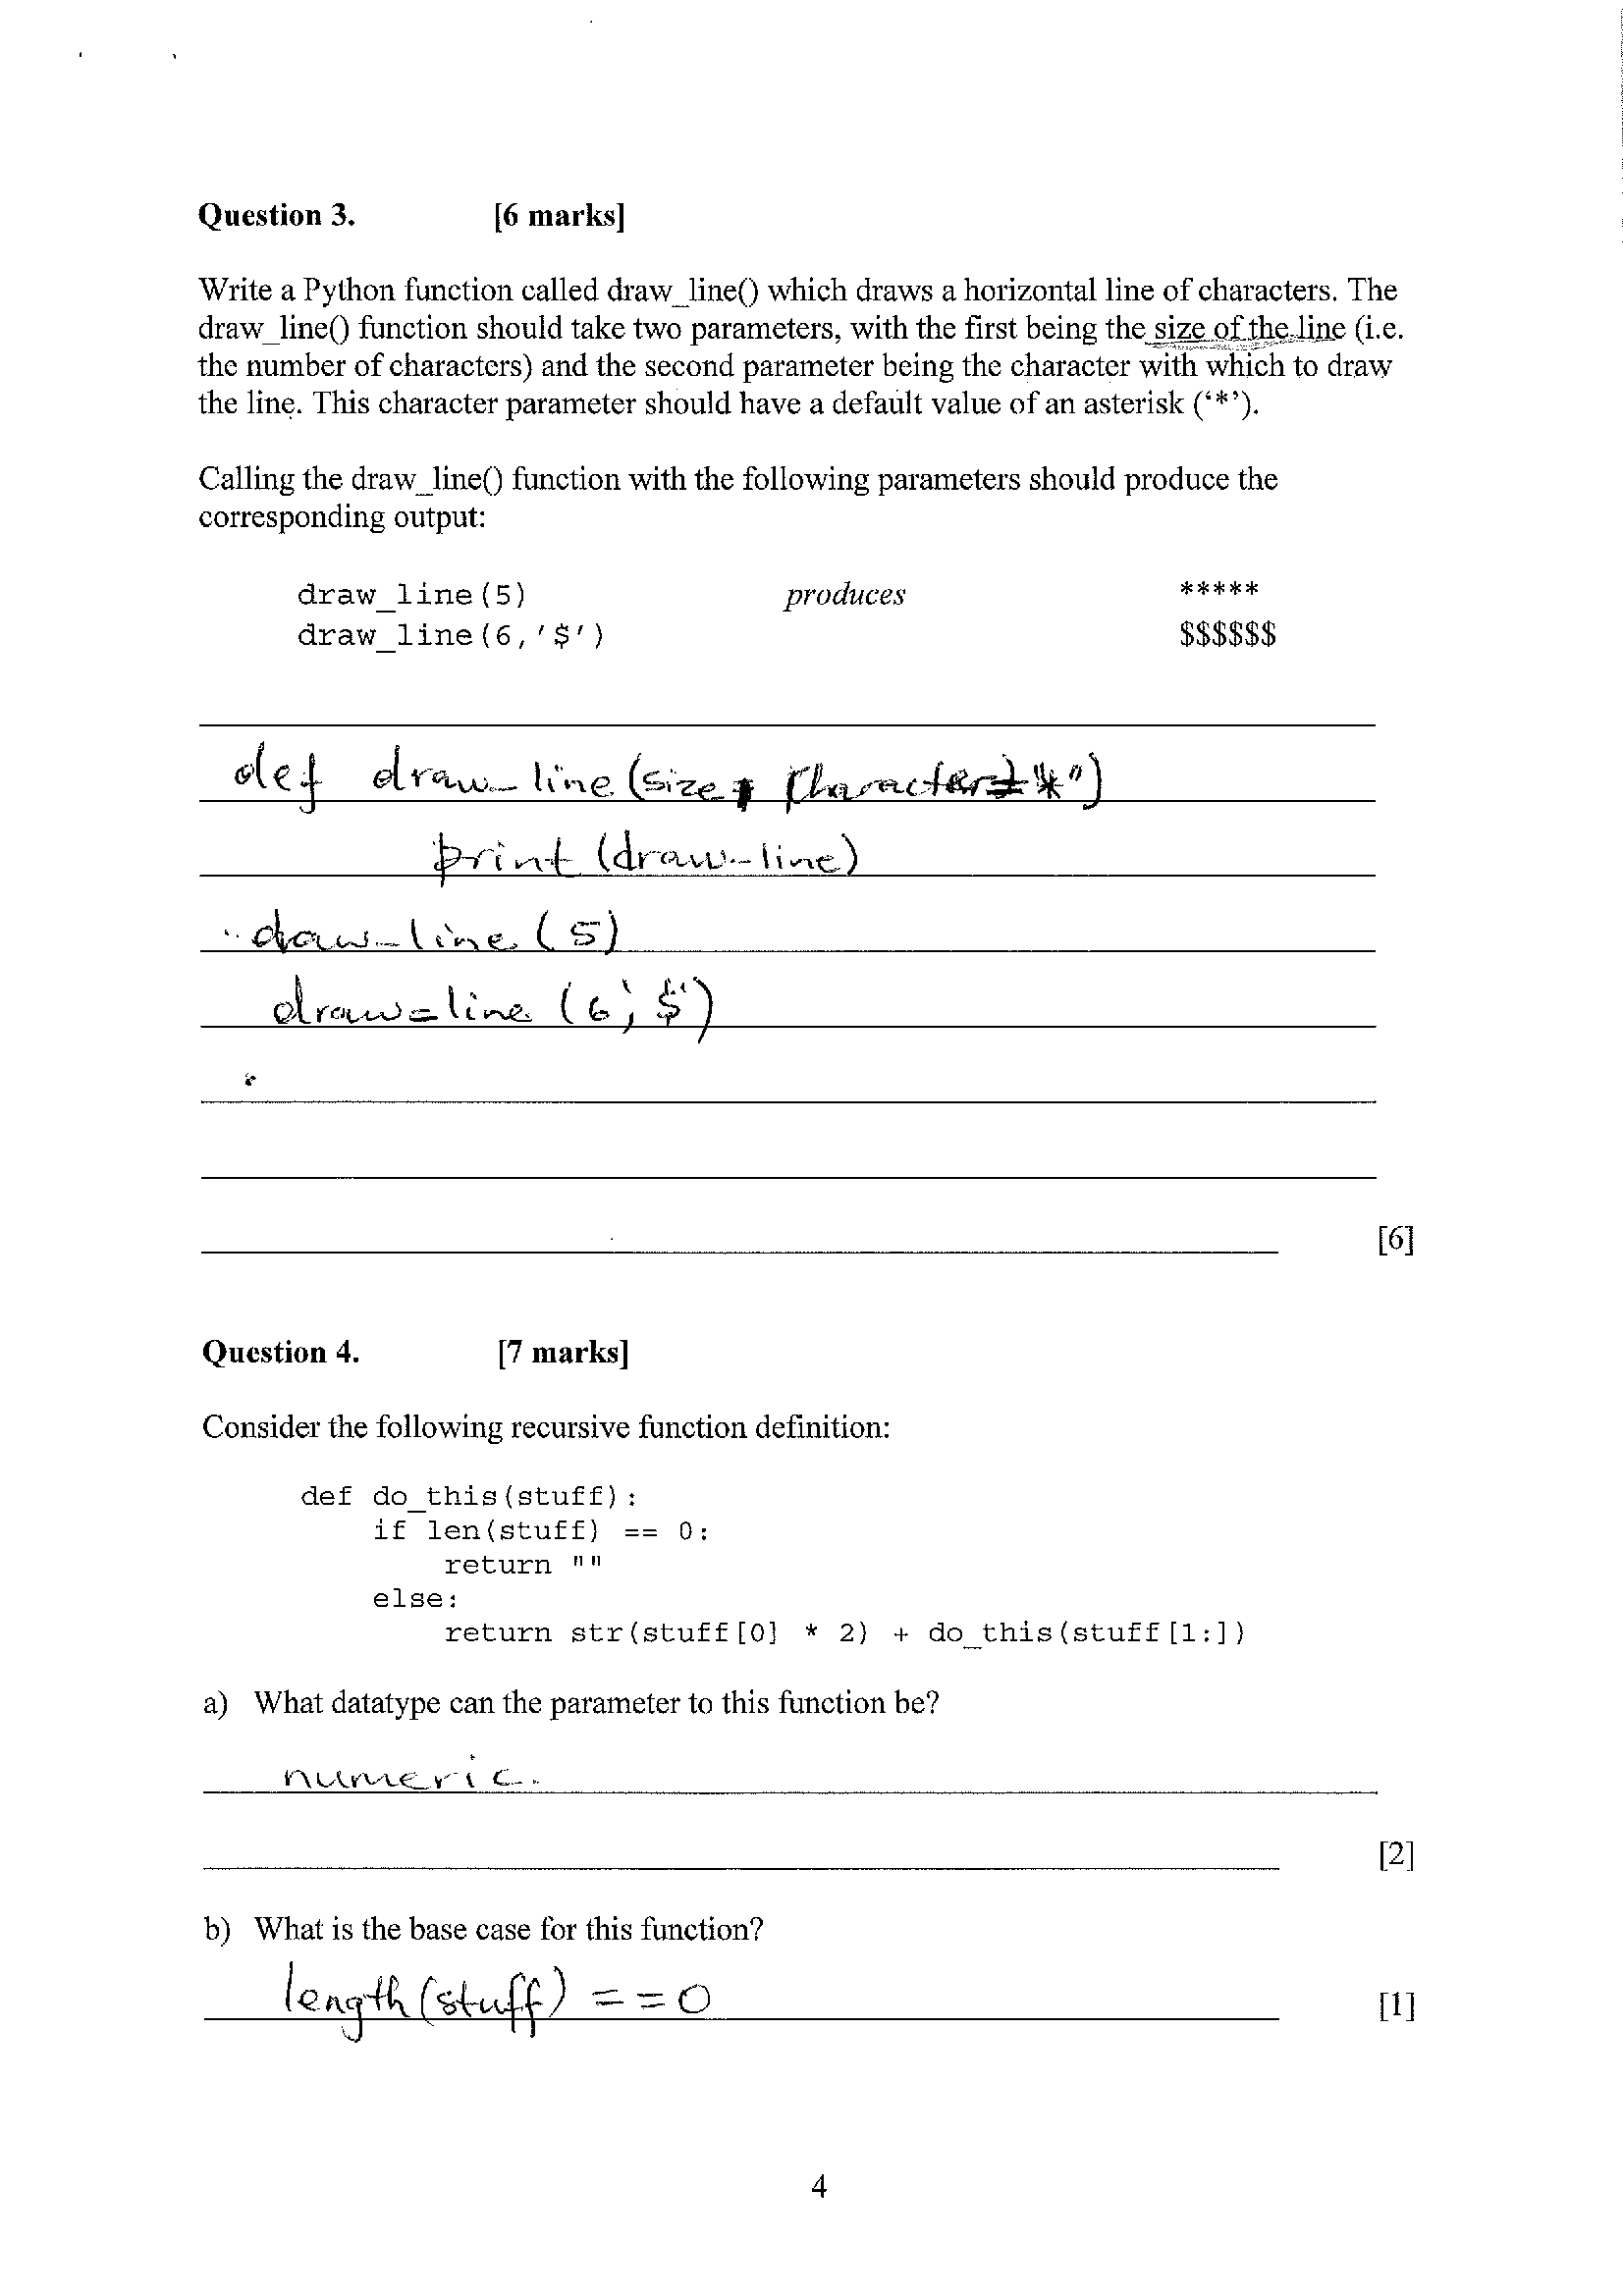 Question 3. [6 marks]
Write a Python function called draw_line() which draws a horizontal line of characters. The
draw_line() function should take two parameters, with the first being the size of the line (i.e.
the number of characters) and the second parameter being the character with which to draw
the line. This character parameter should have a default value of an asterisk (‘*’).
Calling the draw_line() function with the following parameters should produce the
corresponding output:
draw_line(5) produces *****
draw_line(6,'$') $$$$$$
def draw_line (size, character="*")
print (draw_line)
draw_line (5)
draw_line (6, '$')
[6]
Question 4. [7 marks]
Consider the following recursive function definition:
def do_this(stuff):
if len(stuff) == 0:
return ""
else:
return str(stuff[0] * 2) + do_this(stuff[1:])
a) What datatype can the parameter to this function be?
numeric.
[2]
b) What is the base case for this function?
length(stuff) == 0 [1]
4